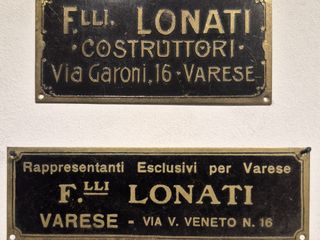 F.LLI. LONATI
· COSTRUTTORI ·
Via Garoni, 16 - VARESE
Rappresentanti Esclusivi per Varese
F.LLI LONATI
VARESE - VIA V. VENETO N. 16